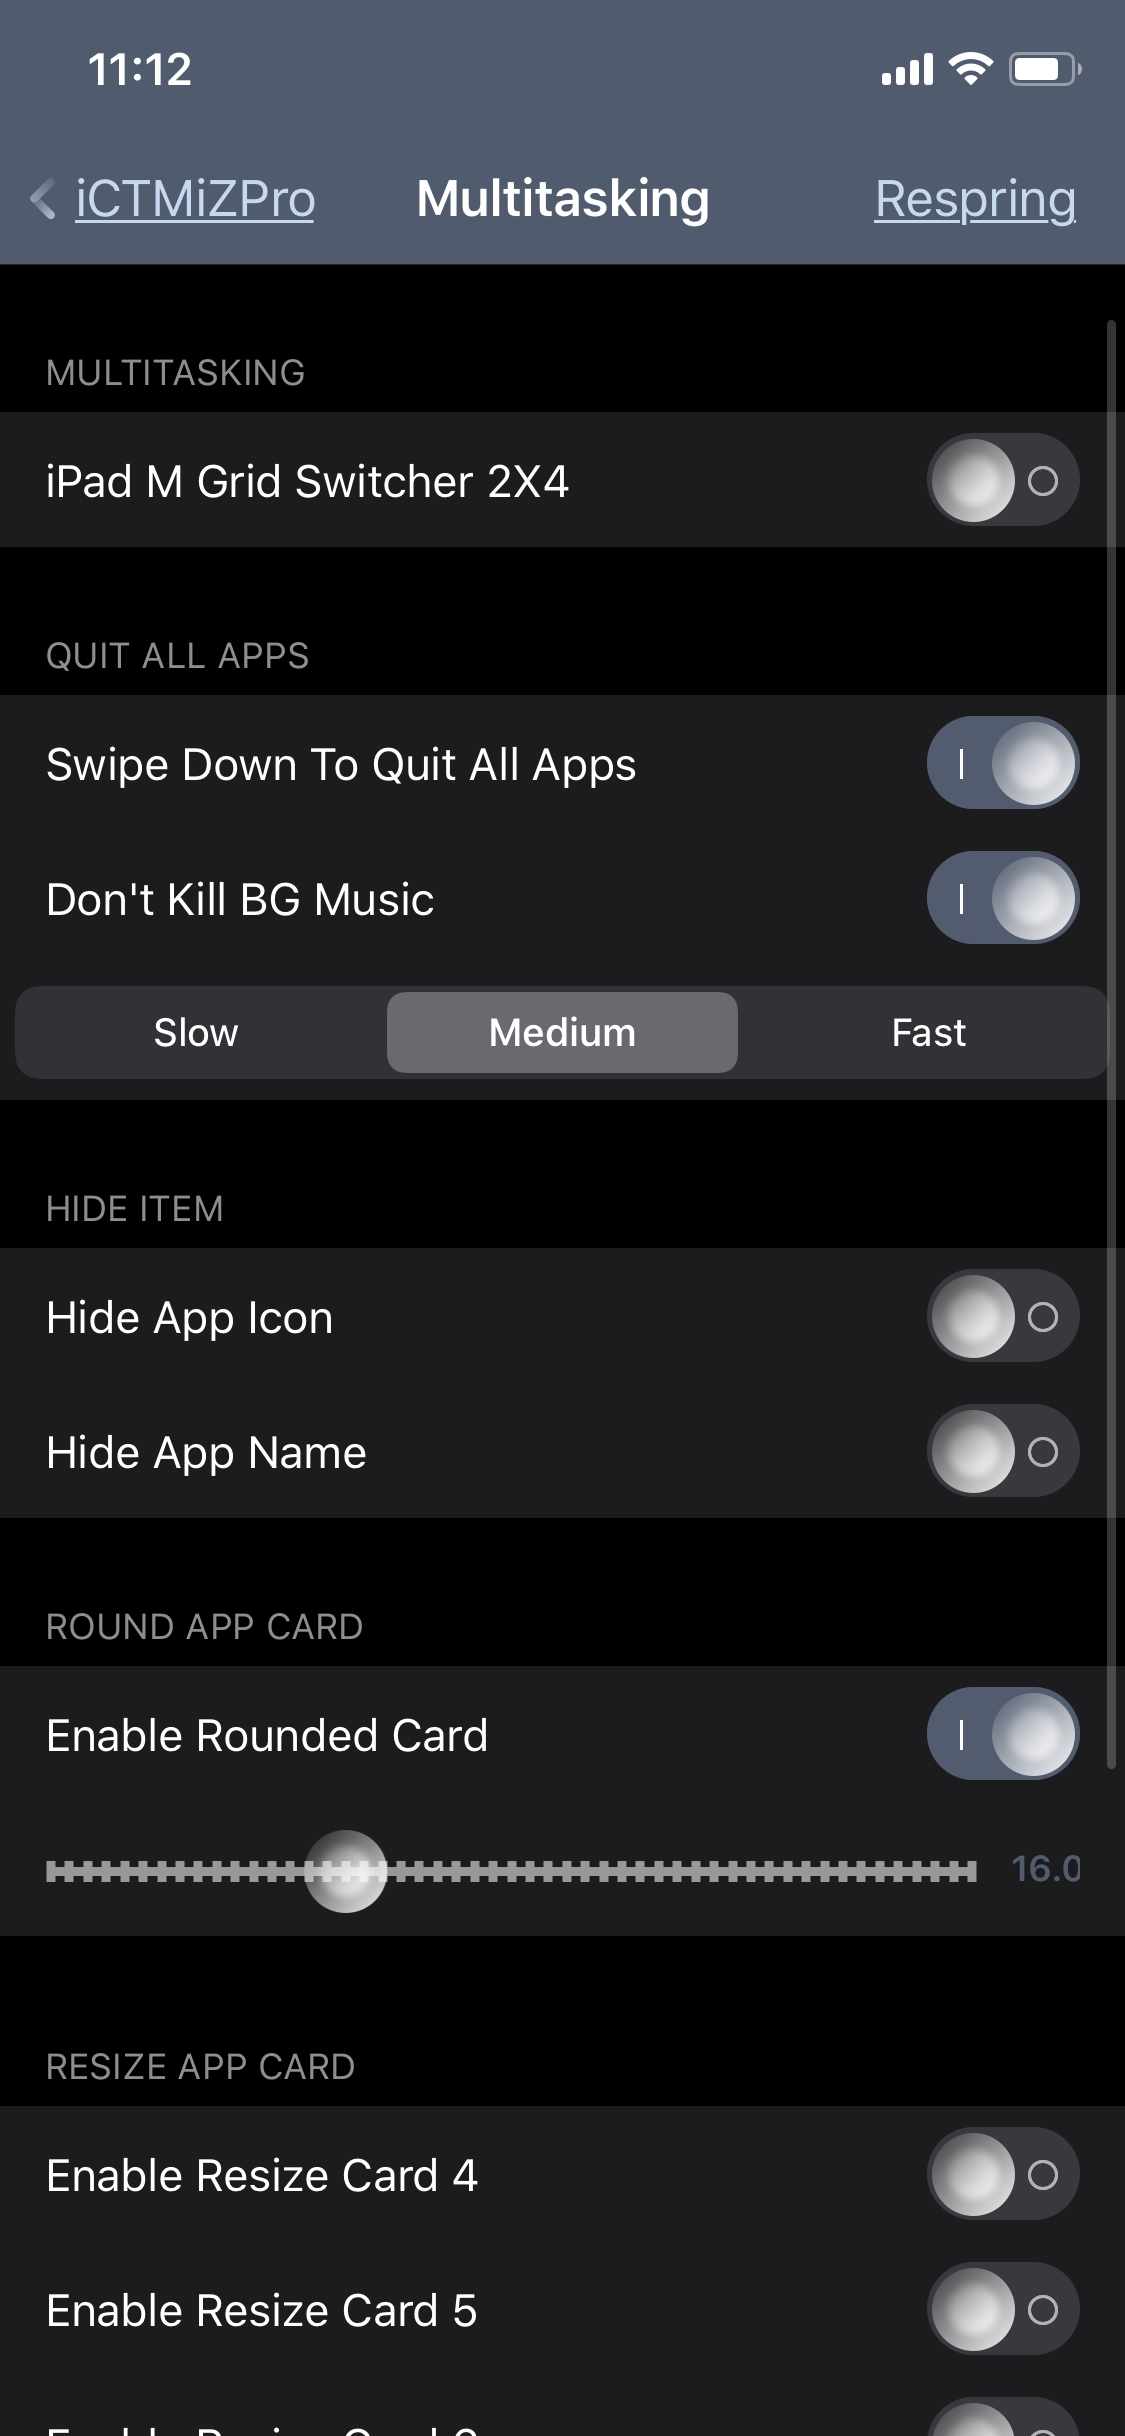 11:12
iCTMiZPro
Multitasking
Respring
MULTITASKING
iPad M Grid Switcher 2X4
QUIT ALL APPS
Swipe Down To Quit All Apps
Don't Kill BG Music
Slow
Medium
Fast
HIDE ITEM
Hide App Icon
Hide App Name
ROUND APP CARD
Enable Rounded Card
16.0
RESIZE APP CARD
Enable Resize Card 4
Enable Resize Card 5